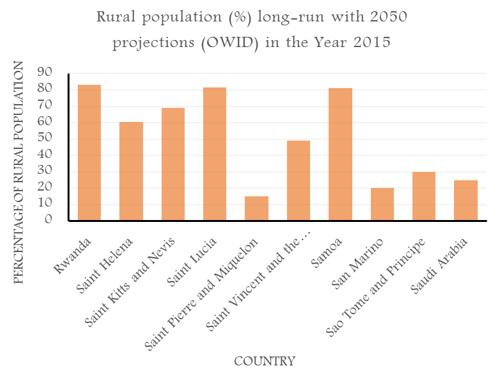 Rural population (%) long-run with 2050
projections (OWID) in the Year 2015
PERCENTAGE OF RURAL POPULATION
90
80
70
60
50
40
30
20
10
0
Rwanda
Saint Helena
Saint Kitts and Nevis
Saint Lucia
Saint Pierre and Miquelon
Saint Vincent and the...
Samoa
San Marino
Sao Tome and Principe
Saudi Arabia
COUNTRY